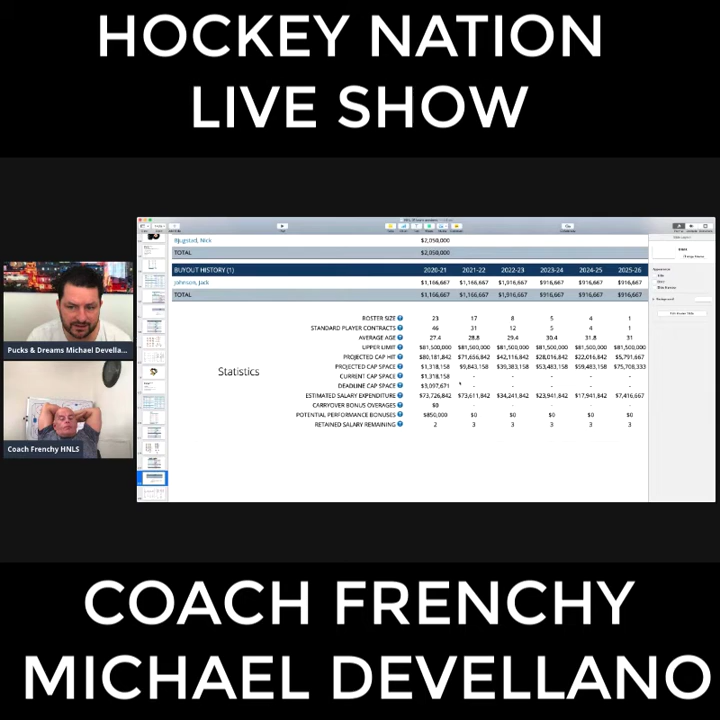 HOCKEY NATION
LIVE SHOW
Bjugstad, Nick $2,058,000
TOTAL $2,058,000
BUYOUT HISTORY (1) 2020-21 2021-22 2022-23 2023-24 2024-25 2025-26
Johnson, Jack $1,166,667 $1,166,667 $1,916,667 $916,667 $916,667 $916,667
TOTAL $1,166,667 $1,166,667 $1,916,667 $916,667 $916,667 $916,667
ROSTER SIZE 23 17 8 5 4 1
STANDARD PLAYER CONTRACTS 46 31 12 5 4 1
AVERAGE AGE 27.4 28.8 29.4 30.4 31.8 31
UPPER LIMIT $81,500,000 $81,500,000 $81,500,000 $81,500,000 $81,500,000 $81,500,000
PROJECTED CAP HIT $80,181,842 $71,656,842 $42,116,842 $28,016,842 $22,016,842 $5,791,667
PROJECTED CAP SPACE $1,318,158 $9,843,158 $39,383,158 $53,483,158 $59,483,158 $75,708,333
Statistics
CURRENT CAP SPACE $1,318,158 - - - - -
DEADLINE CAP SPACE $3,097,671 - - - - -
ESTIMATED SALARY EXPENDITURE $73,726,842 $73,611,842 $34,241,842 $23,941,842 $17,941,842 $7,416,667
CARRYOVER BONUS OVERAGES $0 - - - - -
POTENTIAL PERFORMANCE BONUSES $850,000 $0 $0 $0 $0 $0
RETAINED SALARY REMAINING 2 3 3 3 3 3
Pucks & Dreams Michael Devella...
Coach Frenchy HNLS
COACH FRENCHY
MICHAEL DEVELLANO